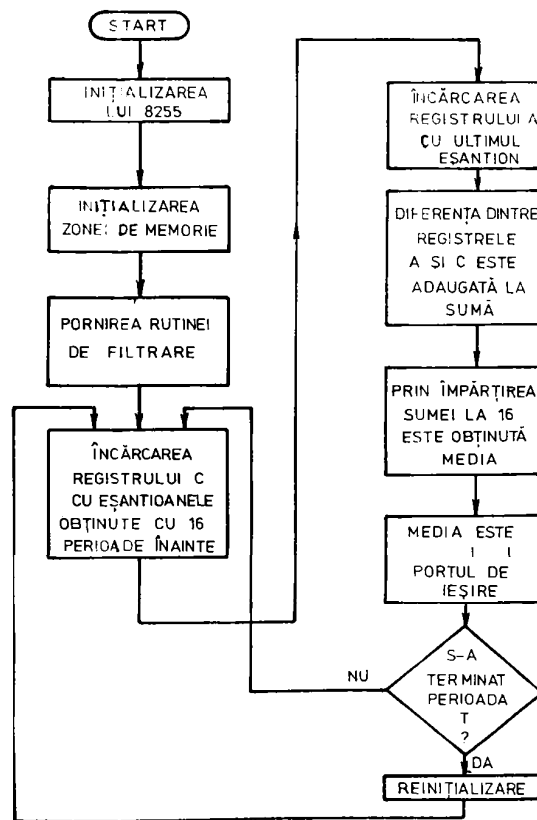 START
INIȚIALIZAREA
LUI 8255
INIȚIALIZAREA
ZONEI DE MEMORIE
PORNIREA RUTINEI
DE FILTRARE
ÎNCĂRCAREA
REGISTRULUI C
CU EȘANTIOANELE
OBȚINUTE CU 16
PERIOADE ÎNAINTE
ÎNCĂRCAREA
REGISTRULUI A
CU ULTIMUL
EȘANTION
DIFERENȚA DINTRE
REGISTRELE
A ȘI C ESTE
ADAUGATĂ LA
SUMĂ
PRIN ÎMPĂRȚIREA
SUMEI LA 16
ESTE OBȚINUTĂ
MEDIA
MEDIA ESTE
PORTUL DE
IEȘIRE
S-A
TERMINAT
PERIOADA
T
?
NU
DA
REINIȚIALIZARE